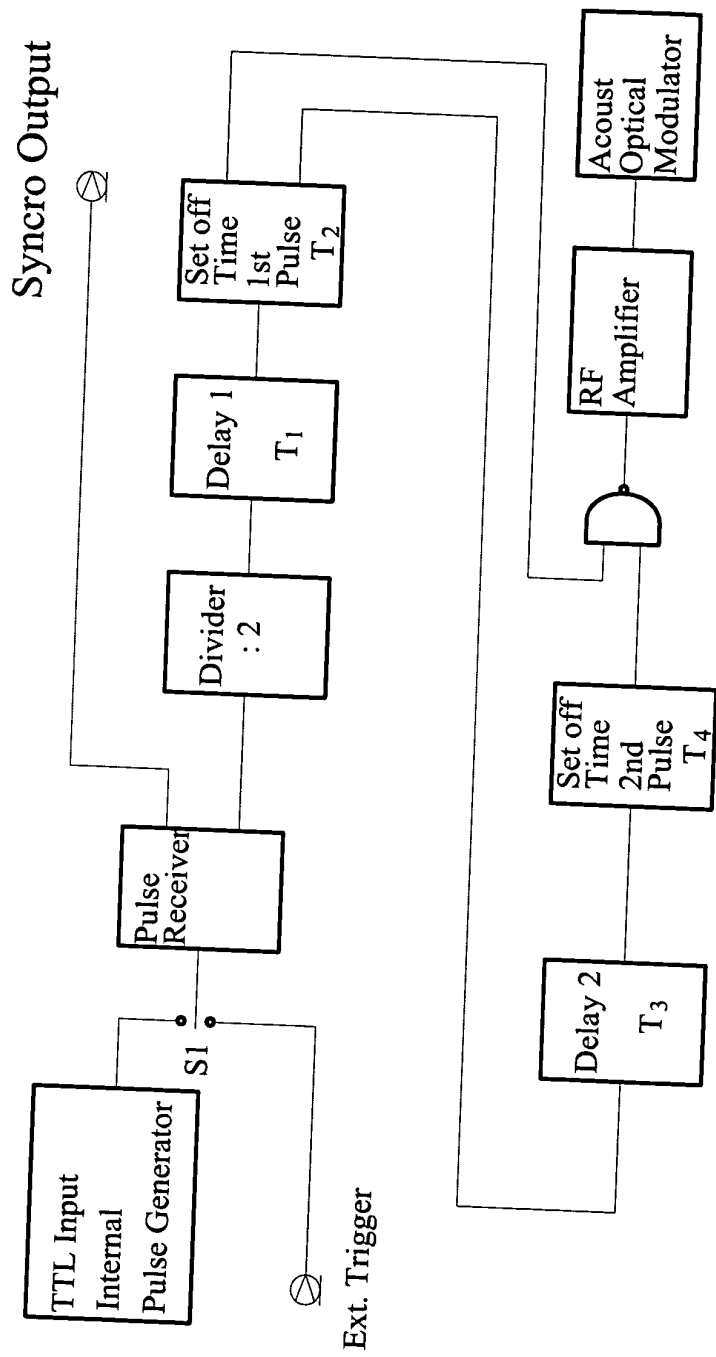 Syncro Output
TTL Input
Internal
Pulse Generator
S1
Ext. Trigger
Pulse
Receiver
Divider
: 2
Delay 1
T1
Set off
Time
1st
Pulse
T2
Delay 2
T3
Set off
Time
2nd
Pulse
T4
RF
Amplifier
Acoust
Optical
Modulator